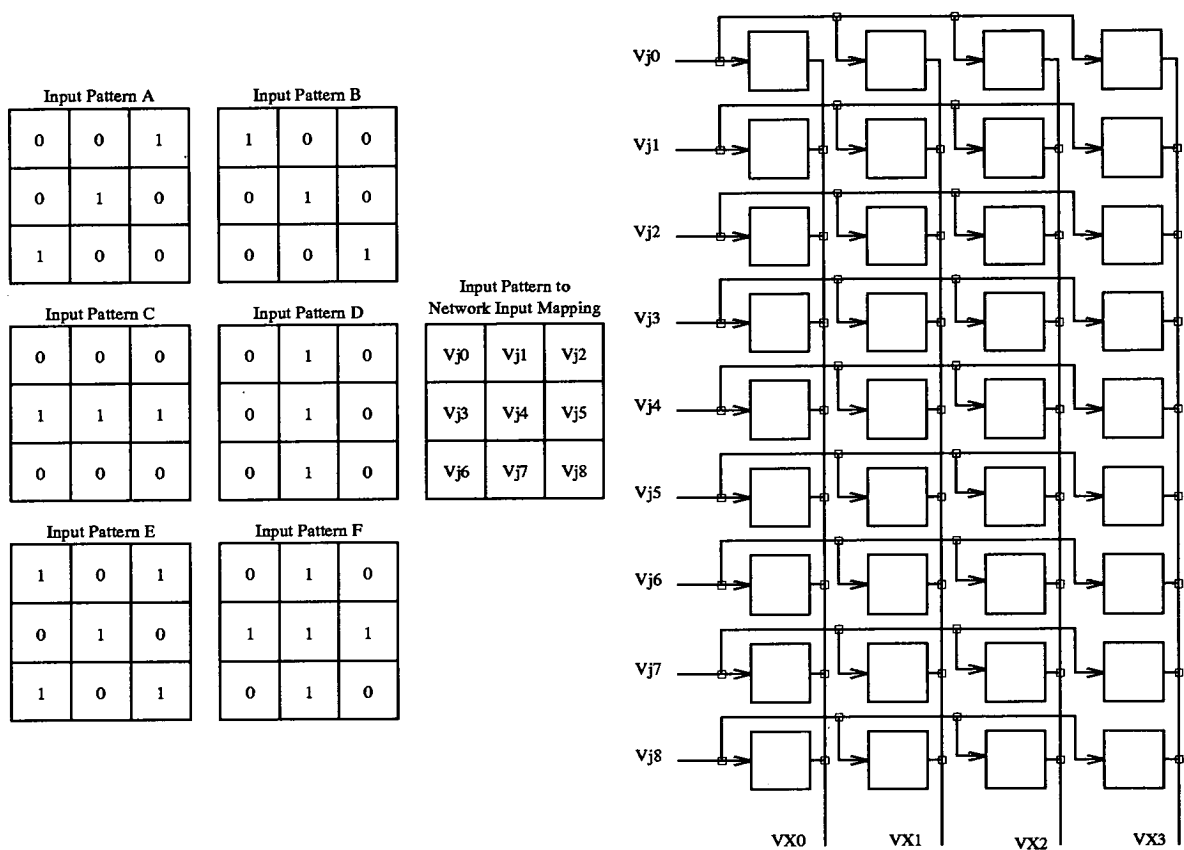 Input Pattern A
0 0 1
0 1 0
1 0 0
Input Pattern B
1 0 0
0 1 0
0 0 1
Input Pattern C
0 0 0
1 1 1
0 0 0
Input Pattern D
0 1 0
0 1 0
0 1 0
Input Pattern E
1 0 1
0 1 0
1 0 1
Input Pattern F
0 1 0
1 1 1
0 1 0
Input Pattern to
Network Input Mapping
Vj0 Vj1 Vj2
Vj3 Vj4 Vj5
Vj6 Vj7 Vj8
Vj0
Vj1
Vj2
Vj3
Vj4
Vj5
Vj6
Vj7
Vj8
VX0 VX1 VX2 VX3